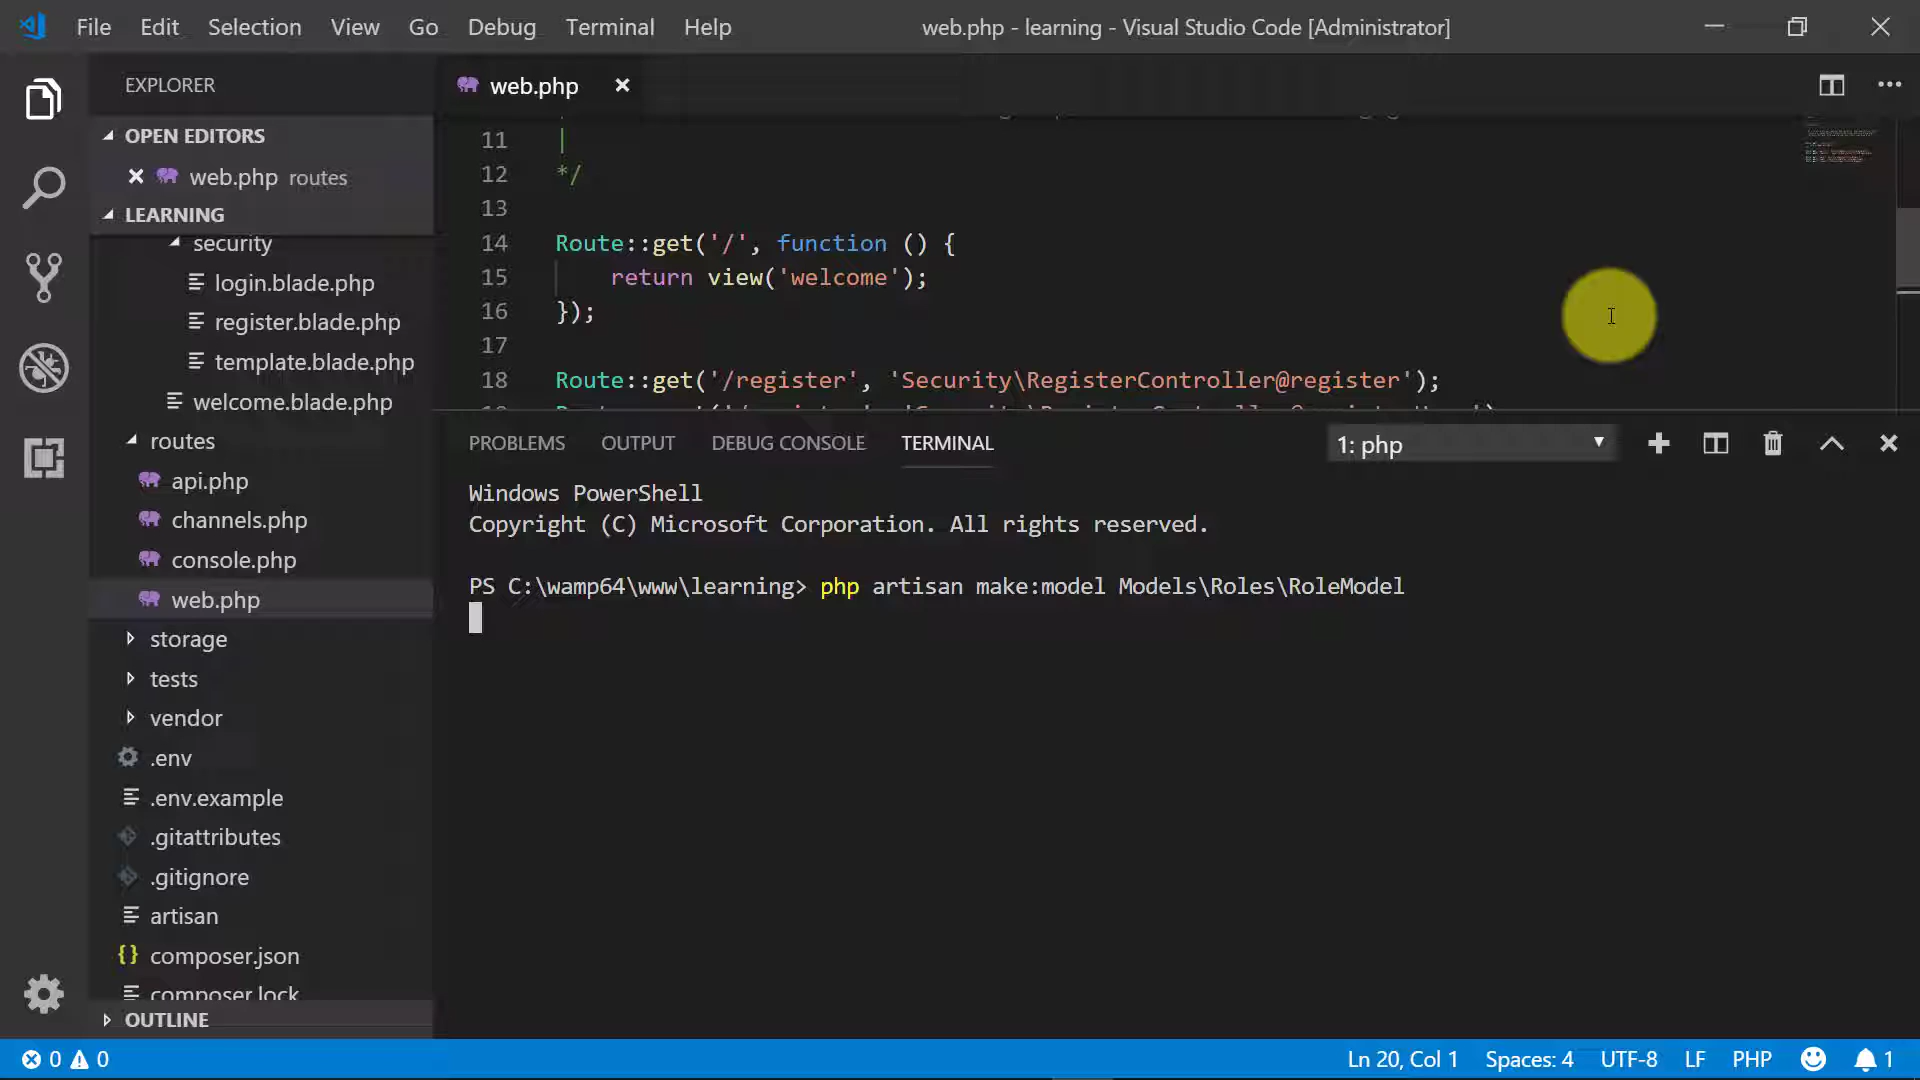 File Edit Selection View Go Debug Terminal Help
web.php - learning - Visual Studio Code [Administrator]
EXPLORER
OPEN EDITORS
web.php routes
LEARNING
security
login.blade.php
register.blade.php
template.blade.php
welcome.blade.php
routes
api.php
channels.php
console.php
web.php
storage
tests
vendor
.env
.env.example
.gitattributes
.gitignore
artisan
composer.json
composer.lock
OUTLINE
web.php
11 |
12 */
13
14 Route::get('/', function () {
15 return view('welcome');
16 });
17
18 Route::get('/register', 'Security\RegisterController@register');
PROBLEMS OUTPUT DEBUG CONSOLE TERMINAL
1: php
Windows PowerShell
Copyright (C) Microsoft Corporation. All rights reserved.
PS C:\wamp64\www\learning> php artisan make:model Models\Roles\RoleModel
0 0
Ln 20, Col 1 Spaces: 4 UTF-8 LF PHP 1